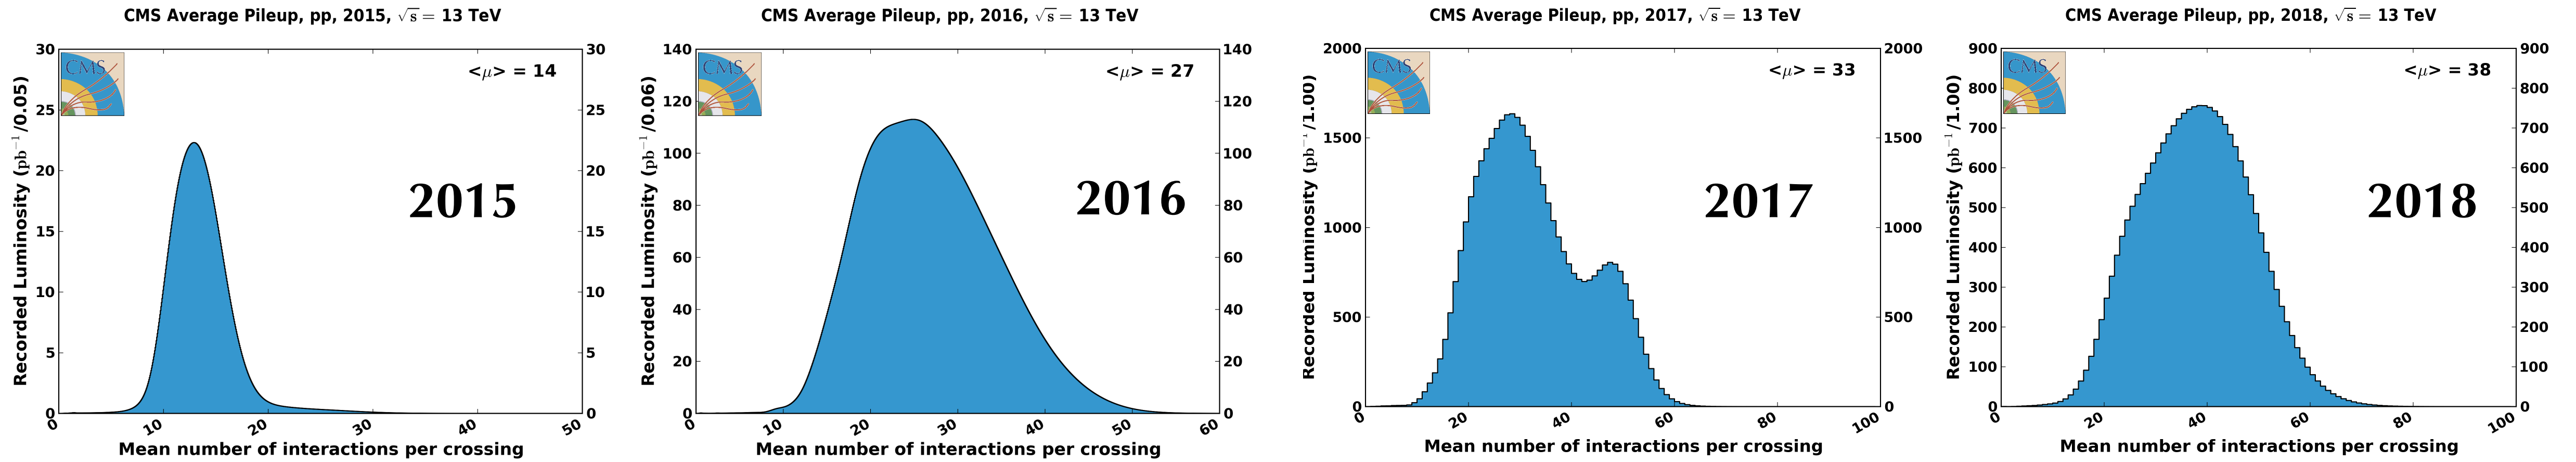 CMS Average Pileup, pp, 2015, √s = 13 TeV
30
25
20
15
10
5
0
Recorded Luminosity (pb⁻¹/0.05)
CMS
<μ> = 14
2015
30
25
20
15
10
5
0
0 10 20 30 40 50
Mean number of interactions per crossing
CMS Average Pileup, pp, 2016, √s = 13 TeV
140
120
100
80
60
40
20
0
Recorded Luminosity (pb⁻¹/0.06)
CMS
<μ> = 27
2016
140
120
100
80
60
40
20
0
0 10 20 30 40 50 60
Mean number of interactions per crossing
CMS Average Pileup, pp, 2017, √s = 13 TeV
2000
1500
1000
500
0
Recorded Luminosity (pb⁻¹/1.00)
CMS
<μ> = 33
2017
2000
1500
1000
500
0
0 20 40 60 80 100
Mean number of interactions per crossing
CMS Average Pileup, pp, 2018, √s = 13 TeV
900
800
700
600
500
400
300
200
100
0
Recorded Luminosity (pb⁻¹/1.00)
CMS
<μ> = 38
2018
900
800
700
600
500
400
300
200
100
0
0 20 40 60 80 100
Mean number of interactions per crossing